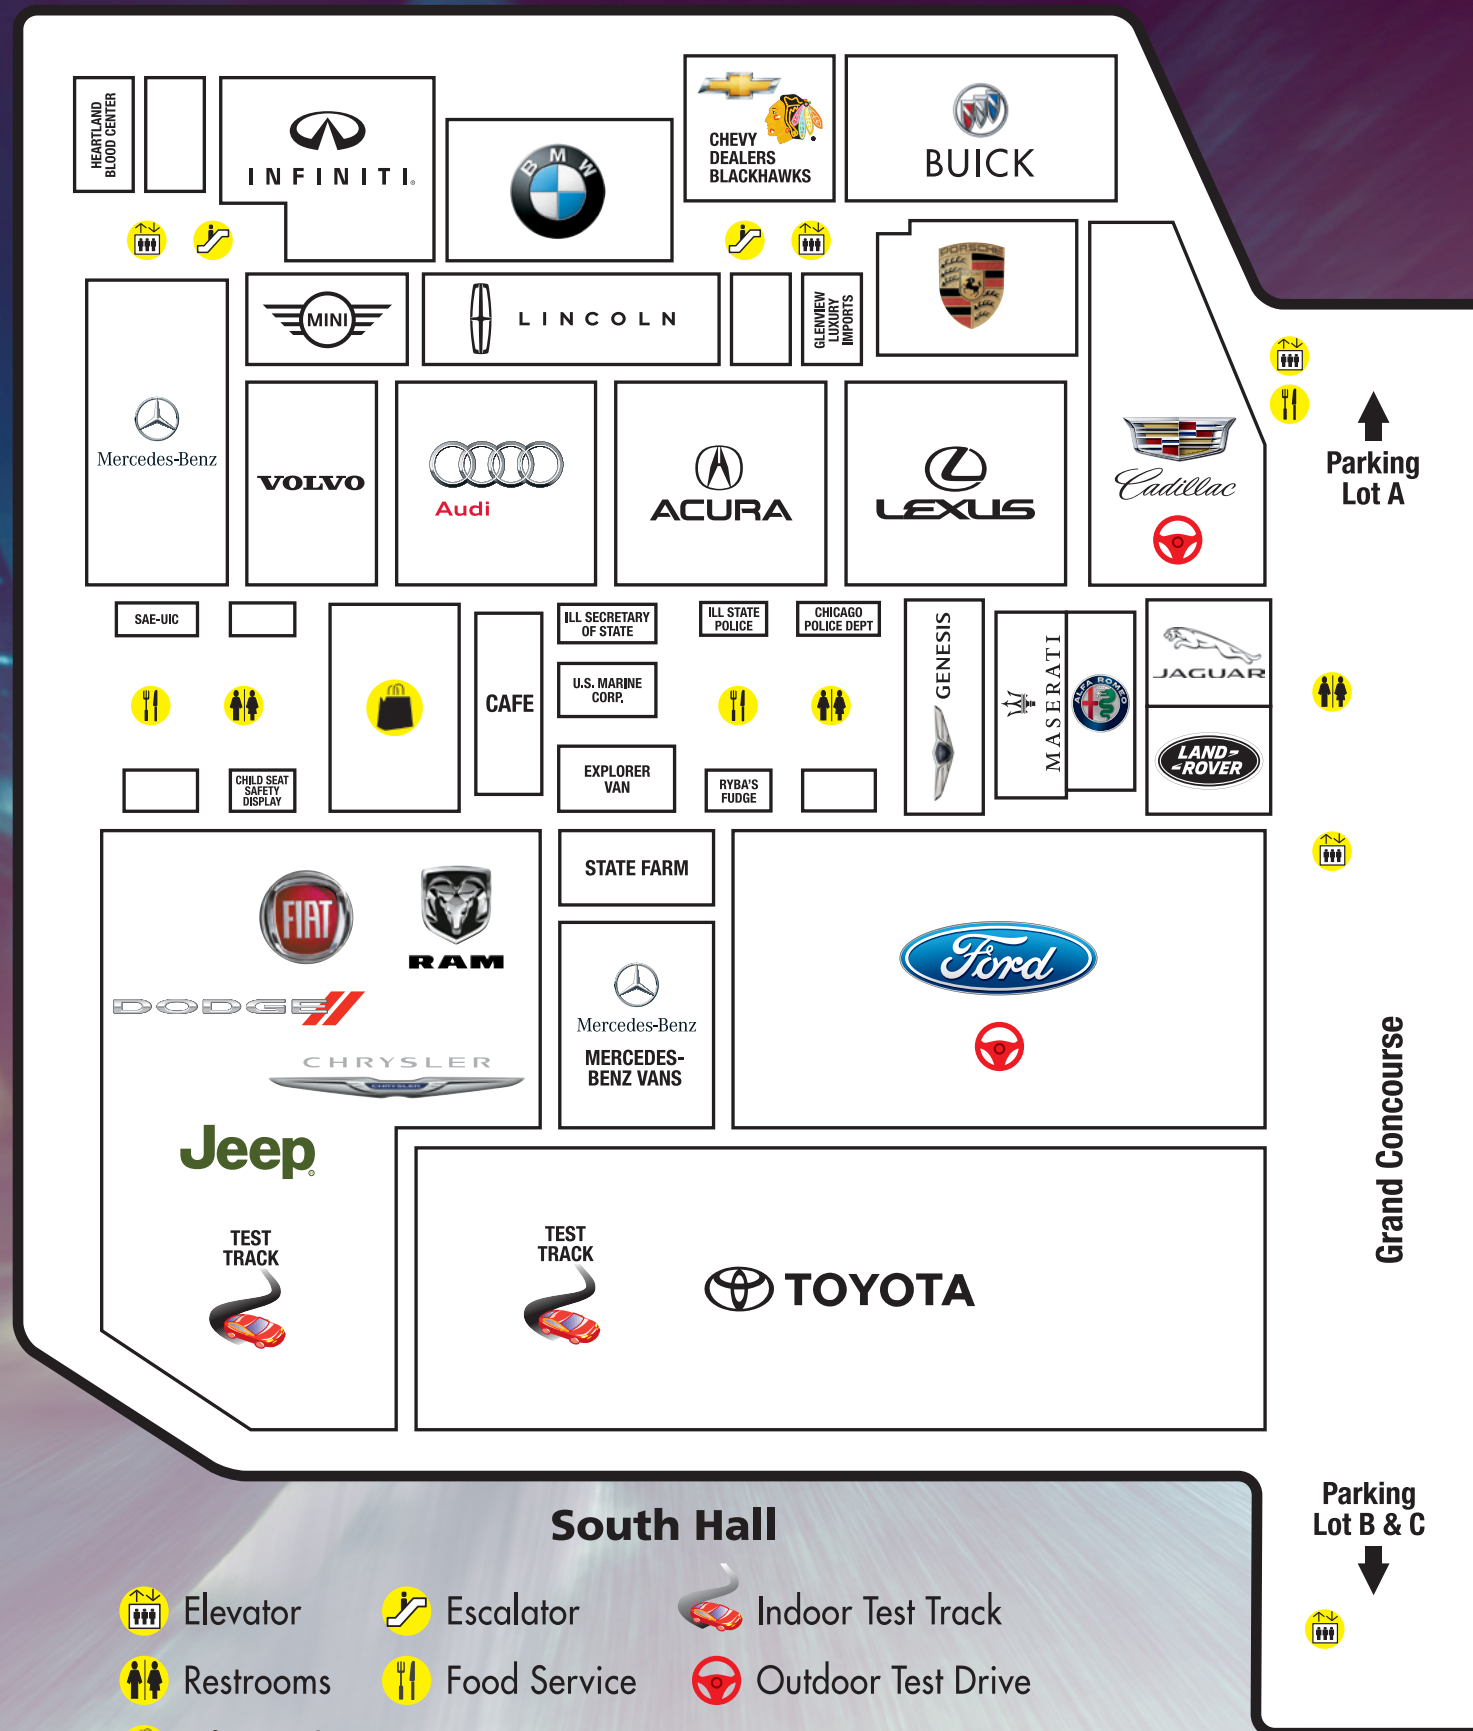 HEARTLAND
BLOOD CENTER
INFINITI
BMW
CHEVY
DEALERS
BLACKHAWKS
BUICK
MINI
LINCOLN
GLENVIEW
LUXURY
IMPORTS
PORSCHE
Mercedes-Benz
VOLVO
Audi
ACURA
LEXUS
Cadillac
Parking
Lot A
SAE-UIC
ILL SECRETARY
OF STATE
ILL STATE
POLICE
CHICAGO
POLICE DEPT
GENESIS
MASERATI
ALFA ROMEO
JAGUAR
LAND-
-ROVER
CAFE
U.S. MARINE
CORP.
CHILD SEAT
SAFETY
DISPLAY
EXPLORER
VAN
RYBA'S
FUDGE
FIAT
RAM
DODGE
CHRYSLER
CHRYSLER
Jeep
STATE FARM
Mercedes-Benz
MERCEDES-
BENZ VANS
Ford
Grand Concourse
TEST
TRACK
TEST
TRACK
TOYOTA
South Hall
Parking
Lot B & C
Elevator
Escalator
Indoor Test Track
Restrooms
Food Service
Outdoor Test Drive